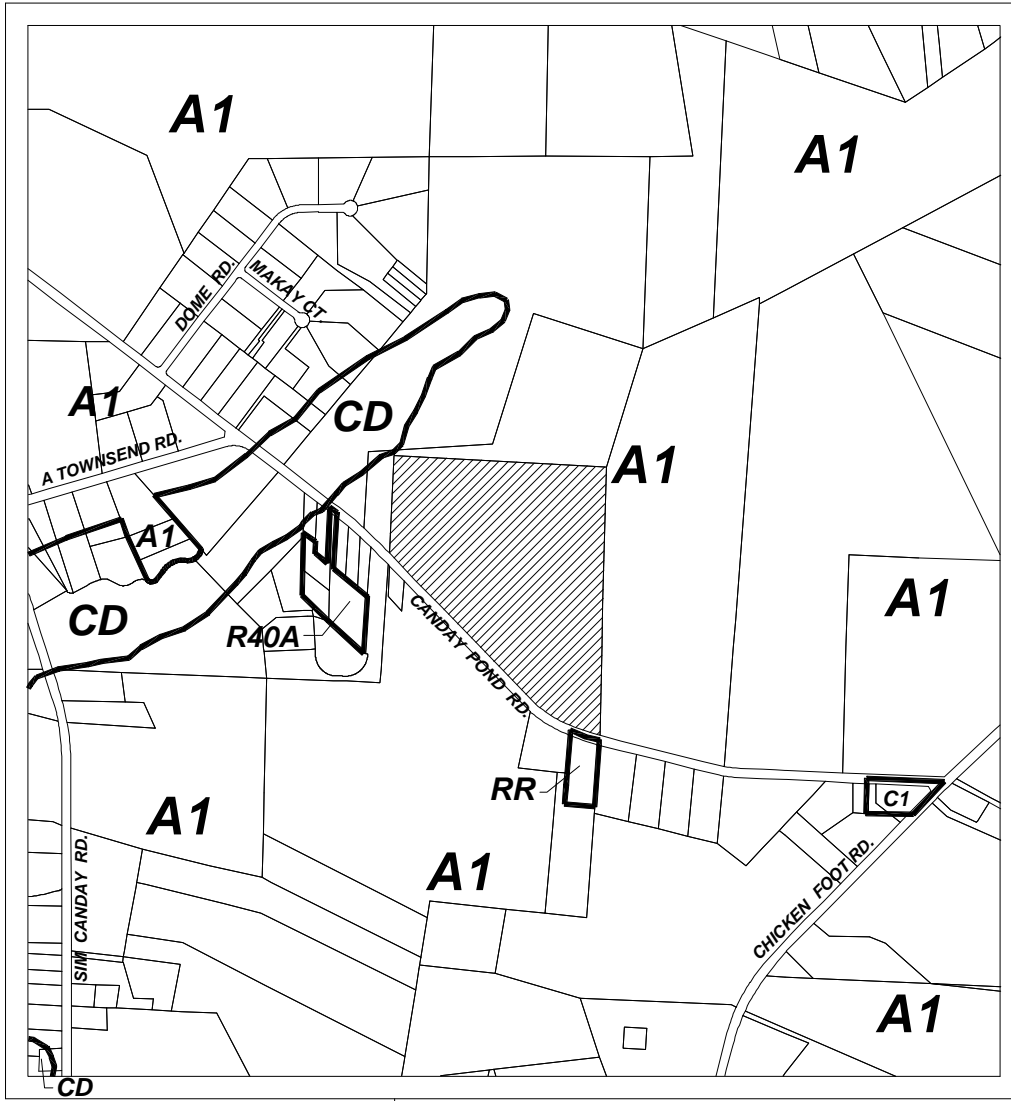 A1
A1
DOME RD.
MAKAY CT
A1
CD
A TOWNSEND RD.
A1
A1
CD
R40A
CANDAY POND RD.
A1
RR
C1
A1
A1
SIM CANDAY RD.
CHICKEN FOOT RD.
A1
CD